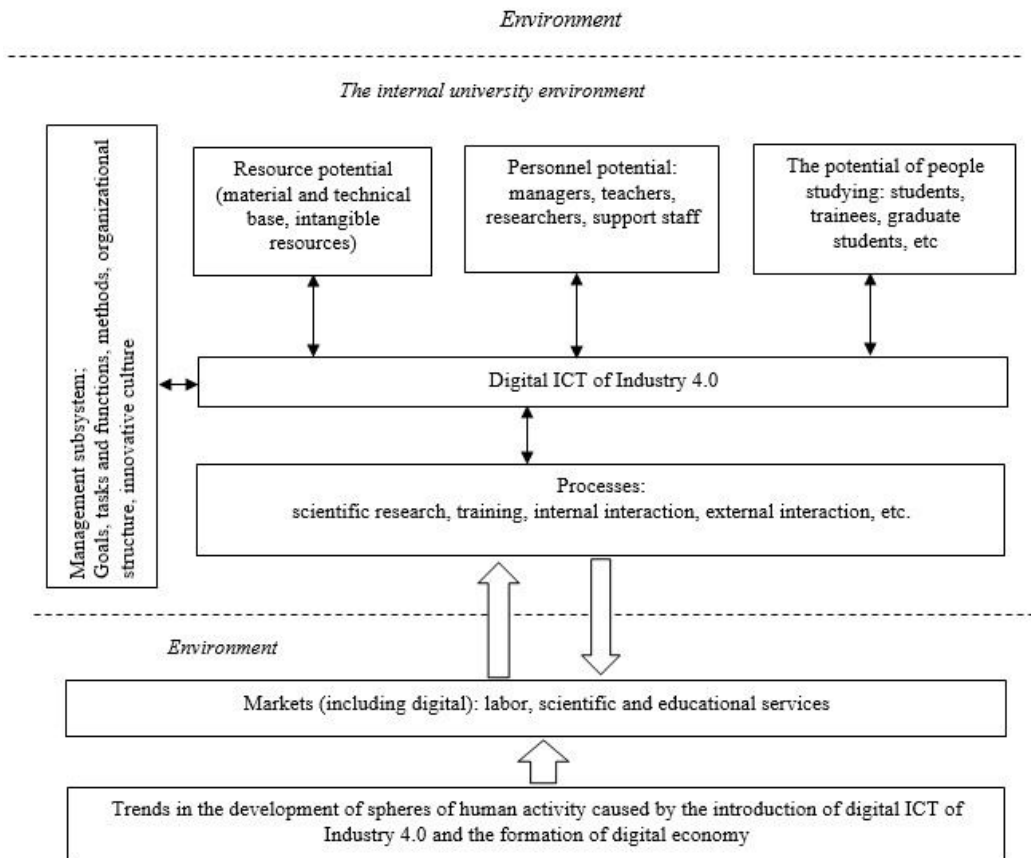 Environment
The internal university environment
Management subsystem;
Goals, tasks and functions, methods, organizational
structure, innovative culture
Resource potential
(material and technical
base, intangible
resources)
Personnel potential:
managers, teachers,
researchers, support staff
The potential of people
studying: students,
trainees, graduate
students, etc
Digital ICT of Industry 4.0
Processes:
scientific research, training, internal interaction, external interaction, etc.
Environment
Markets (including digital): labor, scientific and educational services
Trends in the development of spheres of human activity caused by the introduction of digital ICT of
Industry 4.0 and the formation of digital economy